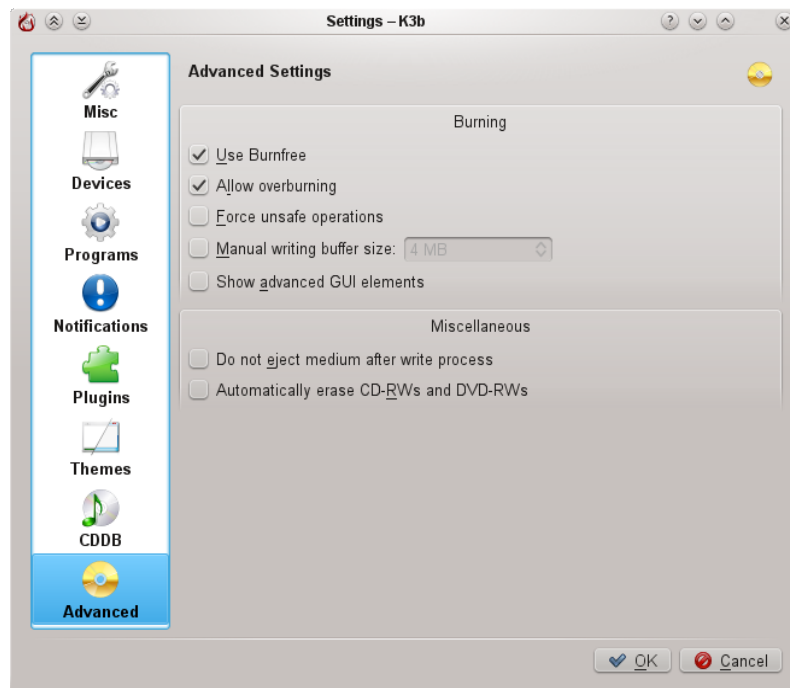 Settings – K3b
Misc
Devices
Programs
Notifications
Plugins
Themes
CDDB
Advanced
Advanced Settings
Burning
Use Burnfree
Allow overburning
Force unsafe operations
Manual writing buffer size: 4 MB
Show advanced GUI elements
Miscellaneous
Do not eject medium after write process
Automatically erase CD-RWs and DVD-RWs
OK Cancel